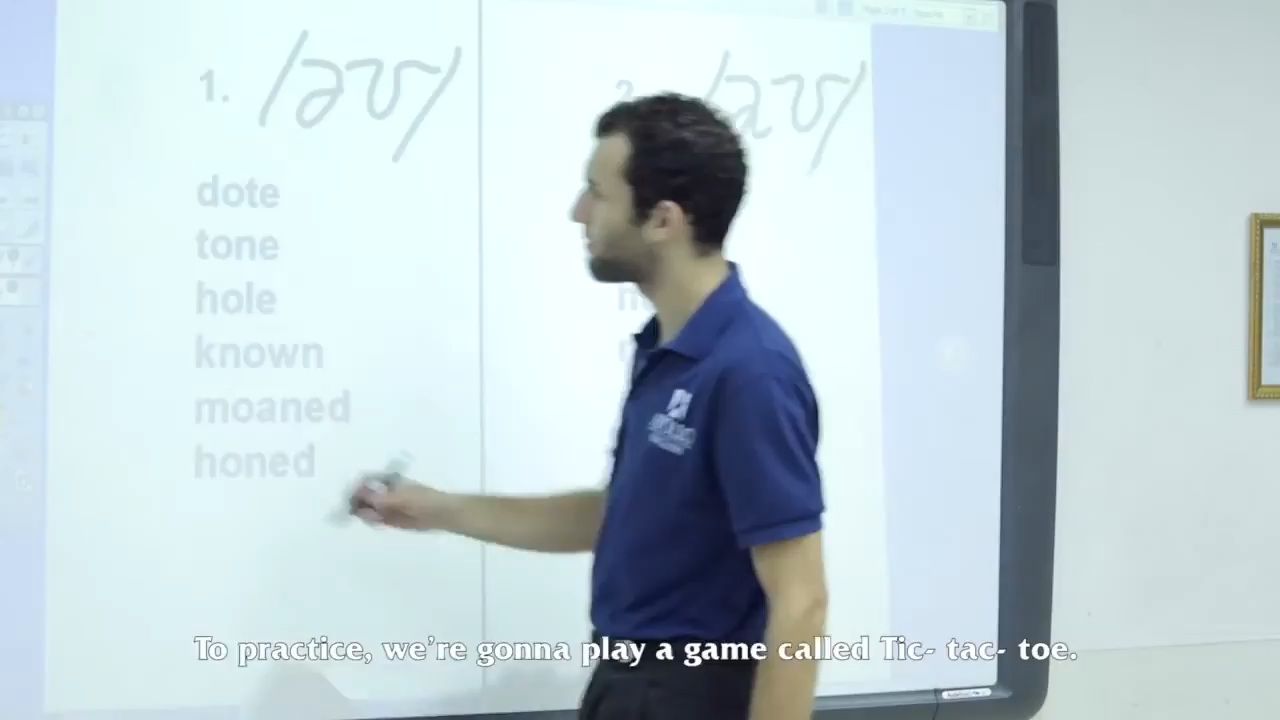 1. /əʊ/
2. /əʊ/
dote
tone
hole
known
moaned
honed
To practice, we're gonna play a game called Tic- tac- toe.